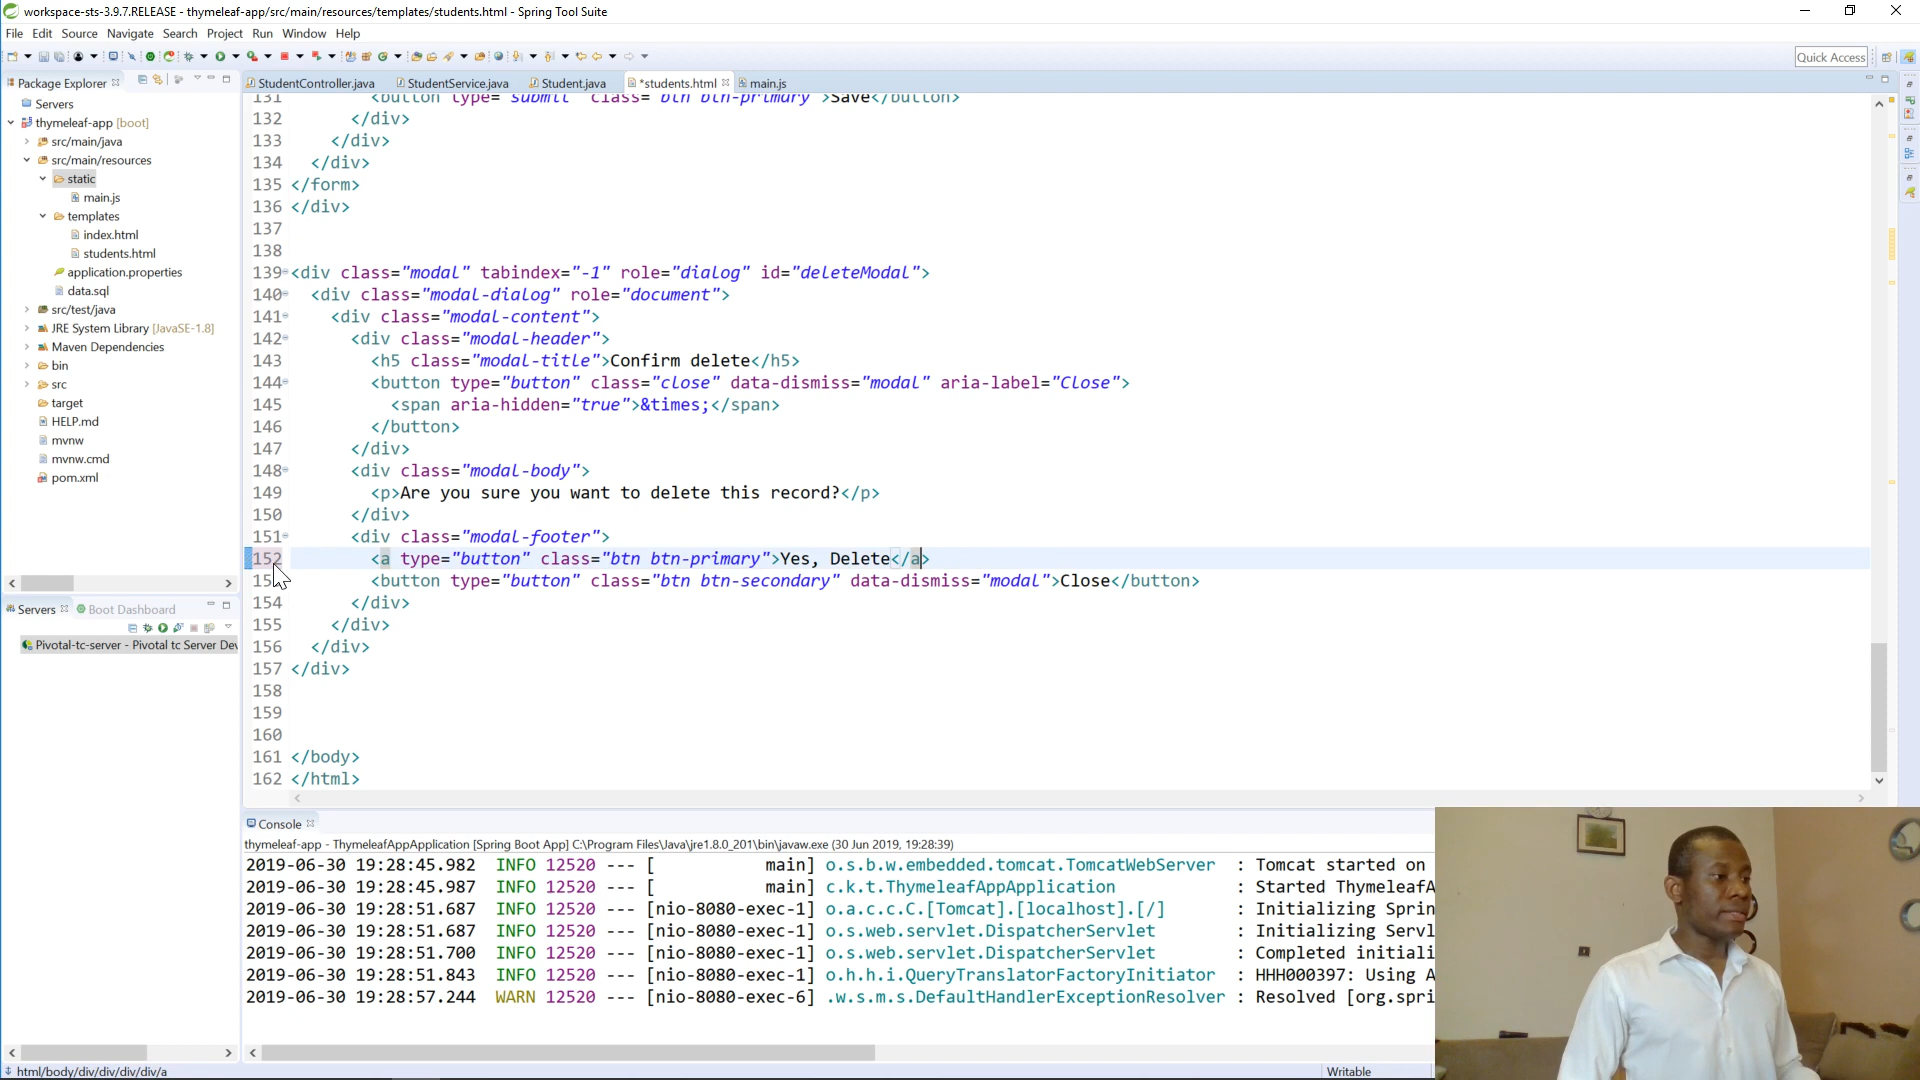 workspace-sts-3.9.7.RELEASE - thymeleaf-app/src/main/resources/templates/students.html - Spring Tool Suite
File Edit Source Navigate Search Project Run Window Help
Quick Access
Package Explorer
StudentController.java StudentService.java Student.java *students.html main.js
Servers
thymeleaf-app [boot]
src/main/java
src/main/resources
static
main.js
templates
index.html
students.html
application.properties
data.sql
src/test/java
JRE System Library [JavaSE-1.8]
Maven Dependencies
bin
src
target
HELP.md
mvnw
mvnw.cmd
pom.xml
Servers Boot Dashboard
Pivotal-tc-server - Pivotal tc Server Dev
131 <button type="submit" class="btn btn-primary">Save</button>
132 </div>
133 </div>
134 </div>
135 </form>
136 </div>
137
138
139 <div class="modal" tabindex="-1" role="dialog" id="deleteModal">
140 <div class="modal-dialog" role="document">
141 <div class="modal-content">
142 <div class="modal-header">
143 <h5 class="modal-title">Confirm delete</h5>
144 <button type="button" class="close" data-dismiss="modal" aria-label="Close">
145 <span aria-hidden="true">&times;</span>
146 </button>
147 </div>
148 <div class="modal-body">
149 <p>Are you sure you want to delete this record?</p>
150 </div>
151 <div class="modal-footer">
152 <a type="button" class="btn btn-primary">Yes, Delete</a>
<button type="button" class="btn btn-secondary" data-dismiss="modal">Close</button>
154 </div>
155 </div>
156 </div>
157 </div>
158
159
160
161 </body>
162 </html>
Console
thymeleaf-app - ThymeleafAppApplication [Spring Boot App] C:\Program Files\Java\jre1.8.0_201\bin\javaw.exe (30 Jun 2019, 19:28:39)
2019-06-30 19:28:45.982 INFO 12520 --- [ main] o.s.b.w.embedded.tomcat.TomcatWebServer : Tomcat started on
2019-06-30 19:28:45.987 INFO 12520 --- [ main] c.k.t.ThymeleafAppApplication : Started ThymeleafA
2019-06-30 19:28:51.687 INFO 12520 --- [nio-8080-exec-1] o.a.c.c.C.[Tomcat].[localhost].[/] : Initializing Sprin
2019-06-30 19:28:51.687 INFO 12520 --- [nio-8080-exec-1] o.s.web.servlet.DispatcherServlet : Initializing Servl
2019-06-30 19:28:51.700 INFO 12520 --- [nio-8080-exec-1] o.s.web.servlet.DispatcherServlet : Completed initiali
2019-06-30 19:28:51.843 INFO 12520 --- [nio-8080-exec-1] o.h.h.i.QueryTranslatorFactoryInitiator : HHH000397: Using A
2019-06-30 19:28:57.244 WARN 12520 --- [nio-8080-exec-6] .w.s.m.s.DefaultHandlerExceptionResolver : Resolved [org.spri
html/body/div/div/div/div/a
Writable